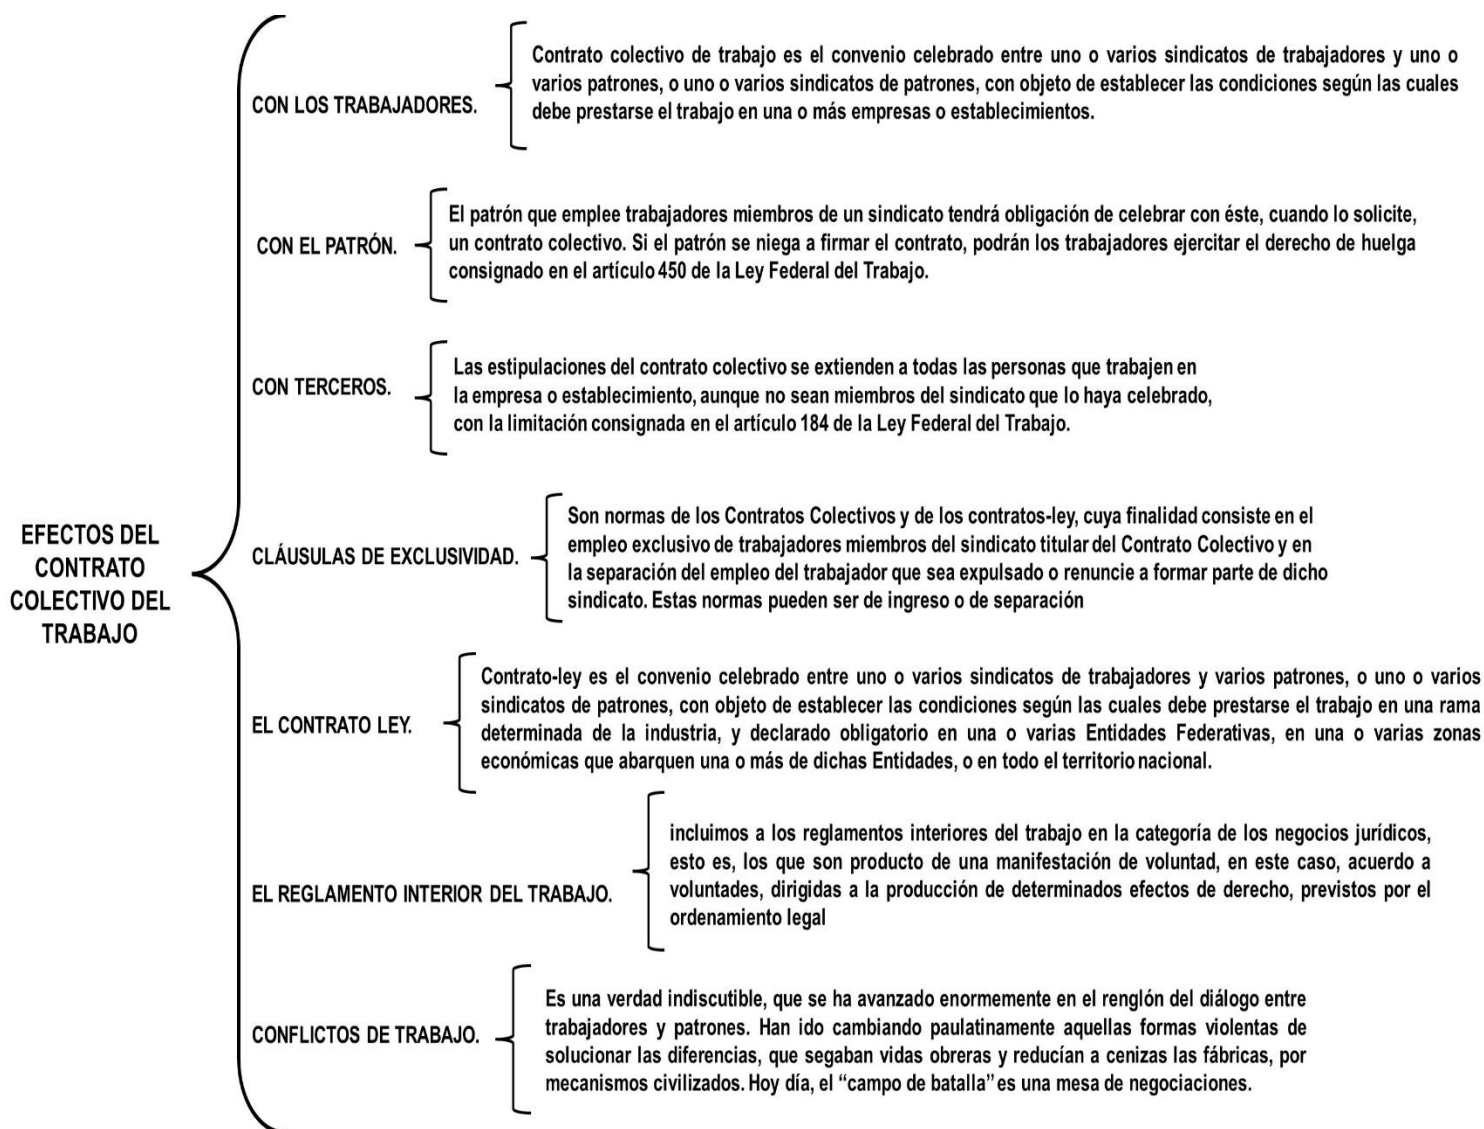 EFECTOS DEL
CONTRATO
COLECTIVO DEL
TRABAJO
CON LOS TRABAJADORES.
Contrato colectivo de trabajo es el convenio celebrado entre uno o varios sindicatos de trabajadores y uno o
varios patrones, o uno o varios sindicatos de patrones, con objeto de establecer las condiciones según las cuales
debe prestarse el trabajo en una o más empresas o establecimientos.
CON EL PATRÓN.
El patrón que emplee trabajadores miembros de un sindicato tendrá obligación de celebrar con éste, cuando lo solicite,
un contrato colectivo. Si el patrón se niega a firmar el contrato, podrán los trabajadores ejercitar el derecho de huelga
consignado en el artículo 450 de la Ley Federal del Trabajo.
CON TERCEROS.
Las estipulaciones del contrato colectivo se extienden a todas las personas que trabajen en
la empresa o establecimiento, aunque no sean miembros del sindicato que lo haya celebrado,
con la limitación consignada en el artículo 184 de la Ley Federal del Trabajo.
CLÁUSULAS DE EXCLUSIVIDAD.
Son normas de los Contratos Colectivos y de los contratos-ley, cuya finalidad consiste en el
empleo exclusivo de trabajadores miembros del sindicato titular del Contrato Colectivo y en
la separación del empleo del trabajador que sea expulsado o renuncie a formar parte de dicho
sindicato. Estas normas pueden ser de ingreso o de separación
EL CONTRATO LEY.
Contrato-ley es el convenio celebrado entre uno o varios sindicatos de trabajadores y varios patrones, o uno o varios
sindicatos de patrones, con objeto de establecer las condiciones según las cuales debe prestarse el trabajo en una rama
determinada de la industria, y declarado obligatorio en una o varias Entidades Federativas, en una o varias zonas
económicas que abarquen una o más de dichas Entidades, o en todo el territorio nacional.
EL REGLAMENTO INTERIOR DEL TRABAJO.
incluimos a los reglamentos interiores del trabajo en la categoría de los negocios jurídicos,
esto es, los que son producto de una manifestación de voluntad, en este caso, acuerdo a
voluntades, dirigidas a la producción de determinados efectos de derecho, previstos por el
ordenamiento legal
CONFLICTOS DE TRABAJO.
Es una verdad indiscutible, que se ha avanzado enormemente en el renglón del diálogo entre
trabajadores y patrones. Han ido cambiando paulatinamente aquellas formas violentas de
solucionar las diferencias, que segaban vidas obreras y reducían a cenizas las fábricas, por
mecanismos civilizados. Hoy día, el “campo de batalla” es una mesa de negociaciones.